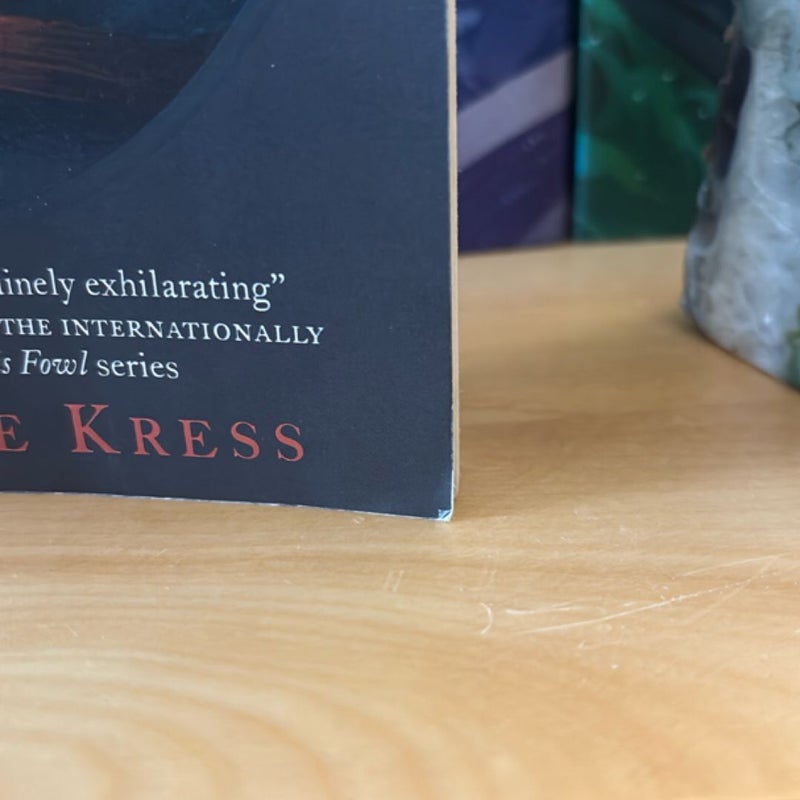 inely exhilarating”
THE INTERNATIONALLY
s Fowl series
E KRESS